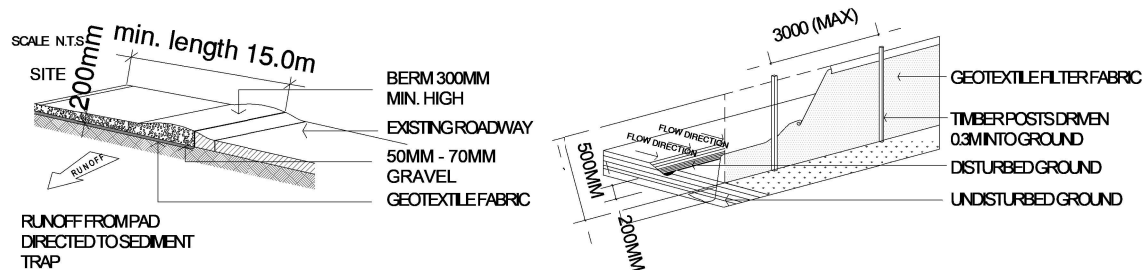 SCALE N.T.S
SITE
200mm
min. length 15.0m
BERM 300MM
MIN. HIGH
EXISTING ROADWAY
50MM - 70MM
GRAVEL
GEOTEXTILE FABRIC
RUNOFF
RUNOFF FROM PAD
DIRECTED TO SEDIMENT
TRAP
3000 (MAX)
GEOTEXTILE FILTER FABRIC
TIMBER POSTS DRIVEN
0.3M INTO GROUND
DISTURBED GROUND
UNDISTURBED GROUND
FLOW DIRECTION
FLOW DIRECTION
500MM
200MM